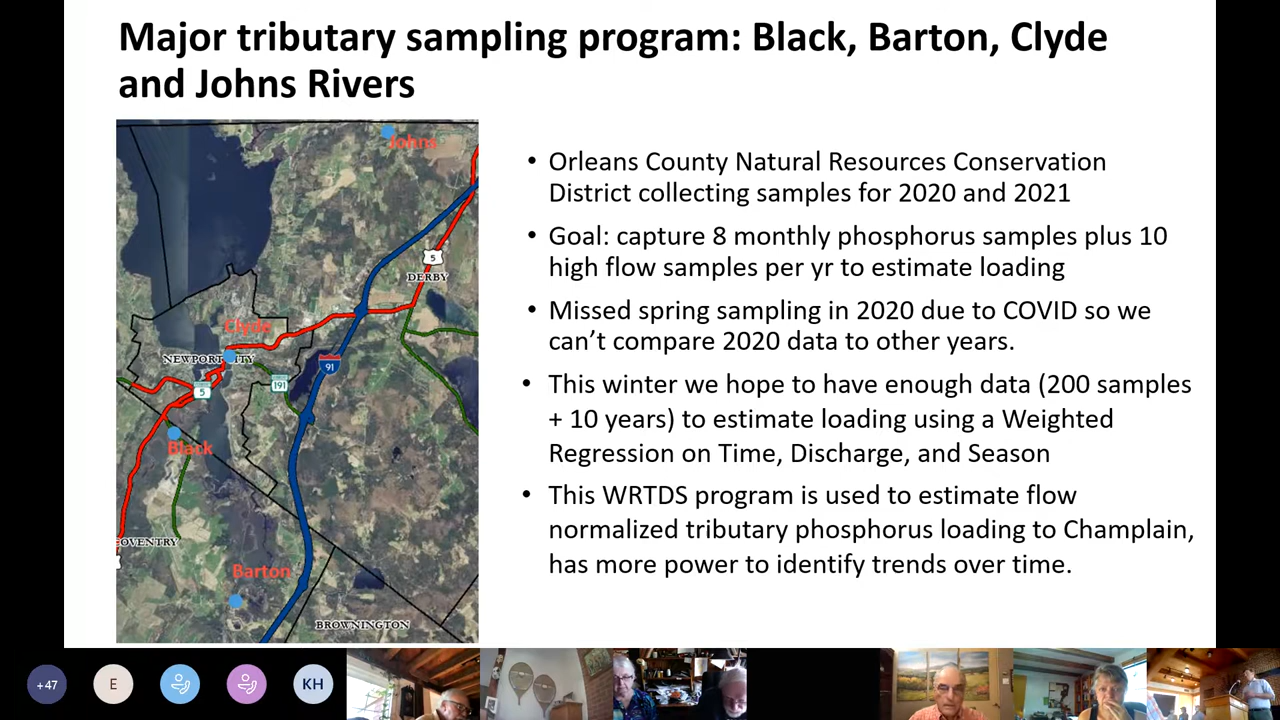 Major tributary sampling program: Black, Barton, Clyde
and Johns Rivers
Johns
5
DERBY
Clyde
NEWPORT CITY
91
191
5
Black
COVENTRY
Barton
BROWNINGTON
• Orleans County Natural Resources Conservation
District collecting samples for 2020 and 2021
• Goal: capture 8 monthly phosphorus samples plus 10
high flow samples per yr to estimate loading
• Missed spring sampling in 2020 due to COVID so we
can’t compare 2020 data to other years.
• This winter we hope to have enough data (200 samples
+ 10 years) to estimate loading using a Weighted
Regression on Time, Discharge, and Season
• This WRTDS program is used to estimate flow
normalized tributary phosphorus loading to Champlain,
has more power to identify trends over time.
+47
E
KH